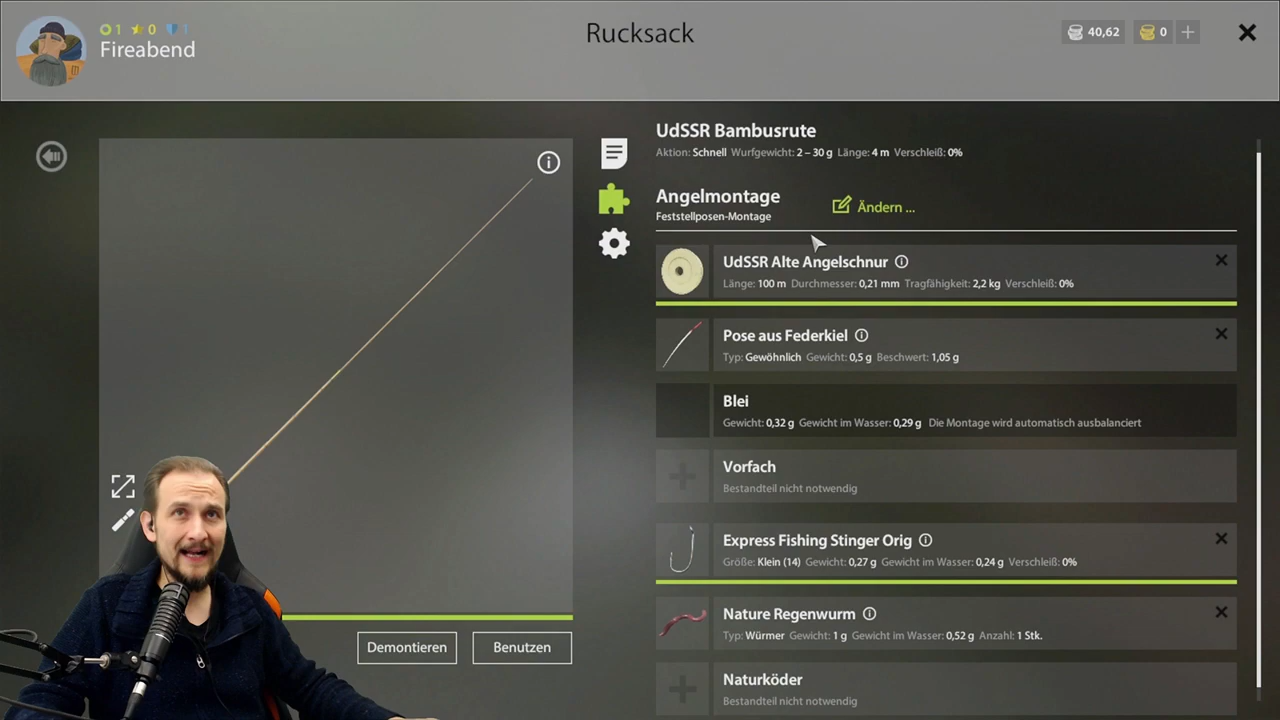 1 0 1
Fireabend
Rucksack
40,62 0
UdSSR Bambusrute
Aktion: Schnell Wurfgewicht: 2 – 30 g Länge: 4 m Verschleiß: 0%
Angelmontage
Feststellposen-Montage
Ändern ...
UdSSR Alte Angelschnur
Länge: 100 m Durchmesser: 0,21 mm Tragfähigkeit: 2,2 kg Verschleiß: 0%
Pose aus Federkiel
Typ: Gewöhnlich Gewicht: 0,5 g Beschwert: 1,05 g
Blei
Gewicht: 0,32 g Gewicht im Wasser: 0,29 g Die Montage wird automatisch ausbalanciert
Vorfach
Bestandteil nicht notwendig
Express Fishing Stinger Orig
Größe: Klein (14) Gewicht: 0,27 g Gewicht im Wasser: 0,24 g Verschleiß: 0%
Nature Regenwurm
Typ: Würmer Gewicht: 1 g Gewicht im Wasser: 0,52 g Anzahl: 1 Stk.
Naturköder
Bestandteil nicht notwendig
Demontieren
Benutzen